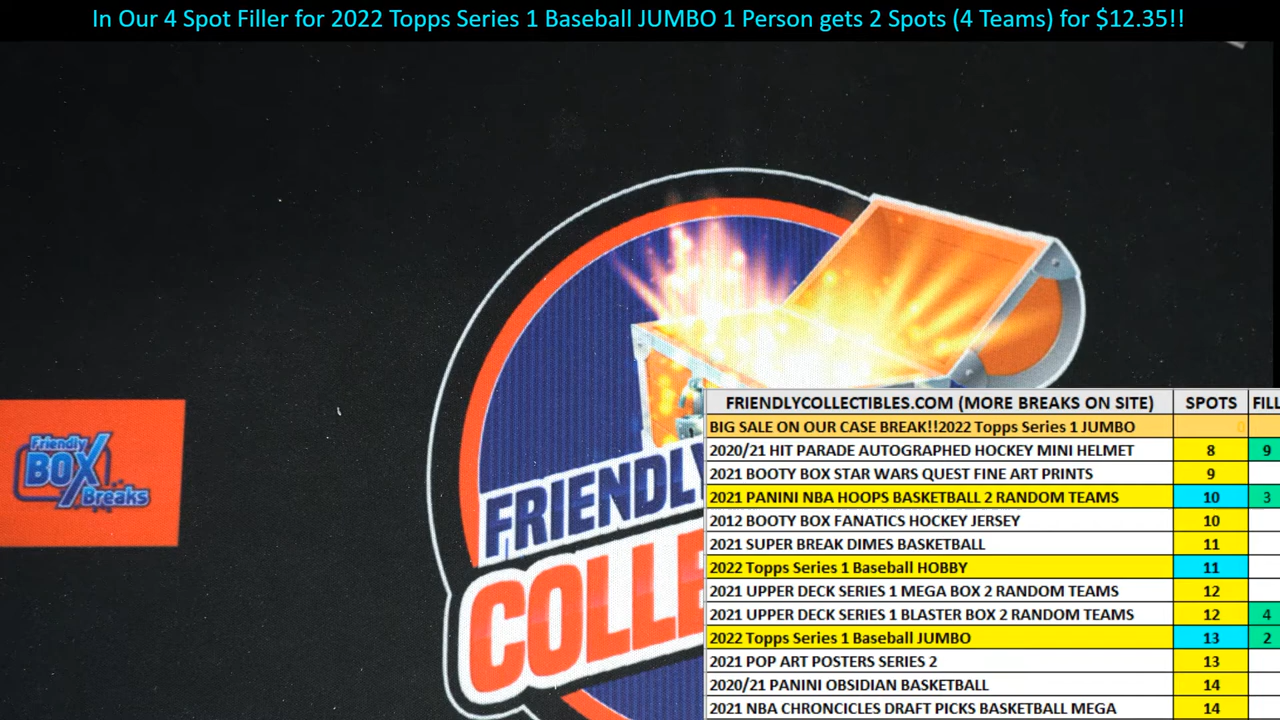 In Our 4 Spot Filler for 2022 Topps Series 1 Baseball JUMBO 1 Person gets 2 Spots (4 Teams) for $12.35!!
Friendly
BOX
Breaks
FRIENDLY
COLLE
FRIENDLYCOLLECTIBLES.COM (MORE BREAKS ON SITE) SPOTS FILL
BIG SALE ON OUR CASE BREAK!!2022 Topps Series 1 JUMBO 0
2020/21 HIT PARADE AUTOGRAPHED HOCKEY MINI HELMET 8 9
2021 BOOTY BOX STAR WARS QUEST FINE ART PRINTS 9
2021 PANINI NBA HOOPS BASKETBALL 2 RANDOM TEAMS 10 3
2012 BOOTY BOX FANATICS HOCKEY JERSEY 10
2021 SUPER BREAK DIMES BASKETBALL 11
2022 Topps Series 1 Baseball HOBBY 11
2021 UPPER DECK SERIES 1 MEGA BOX 2 RANDOM TEAMS 12
2021 UPPER DECK SERIES 1 BLASTER BOX 2 RANDOM TEAMS 12 4
2022 Topps Series 1 Baseball JUMBO 13 2
2021 POP ART POSTERS SERIES 2 13
2020/21 PANINI OBSIDIAN BASKETBALL 14
2021 NBA CHRONCICLES DRAFT PICKS BASKETBALL MEGA 14